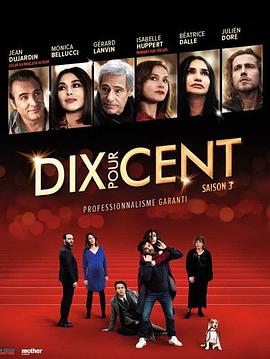 JEAN DUJARDIN
MONICA BELLUCCI
GÉRARD LANVIN
ISABELLE HUPPERT
BÉATRICE DALLE
JULIEN DORÉ
DIX POUR CENT
SAISON 3
PROFESSIONNALISME GARANTI
mother